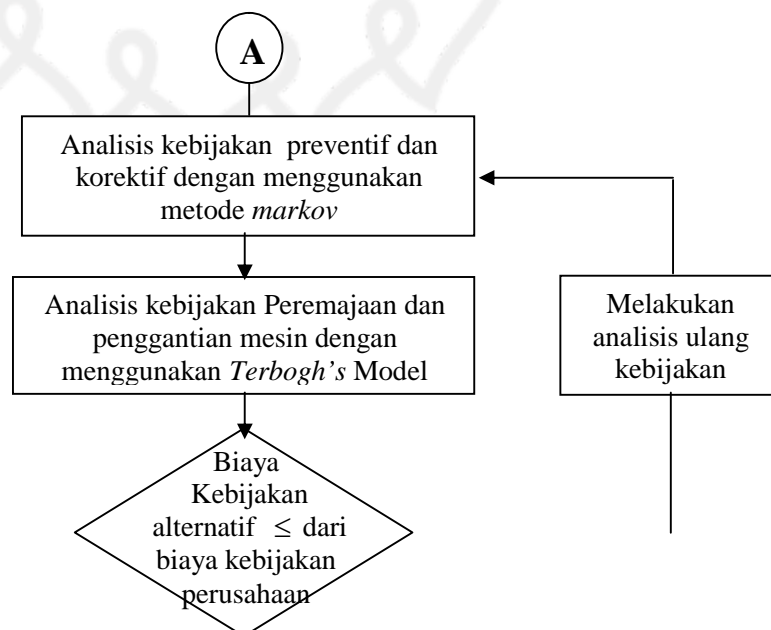 A
Analisis kebijakan preventif dan
korektif dengan menggunakan
metode markov
Analisis kebijakan Peremajaan dan
penggantian mesin dengan
menggunakan Terbogh's Model
Melakukan
analisis ulang
kebijakan
Biaya
Kebijakan
alternatif ≤ dari
biaya kebijakan
perusahaan